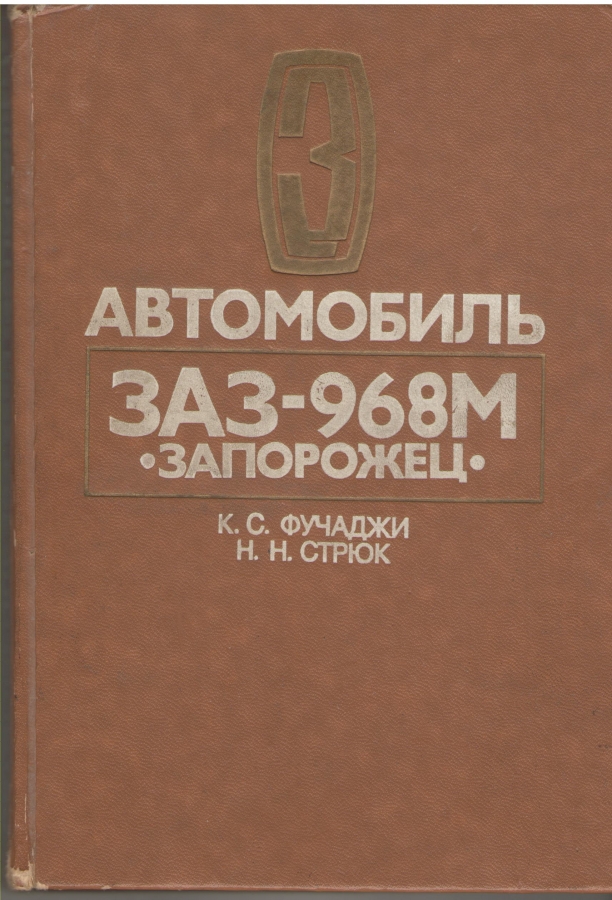 АВТОМОБИЛЬ
ЗАЗ-968М
•ЗАПОРОЖЕЦ•
К. С. ФУЧАДЖИ
Н. Н. СТРЮК